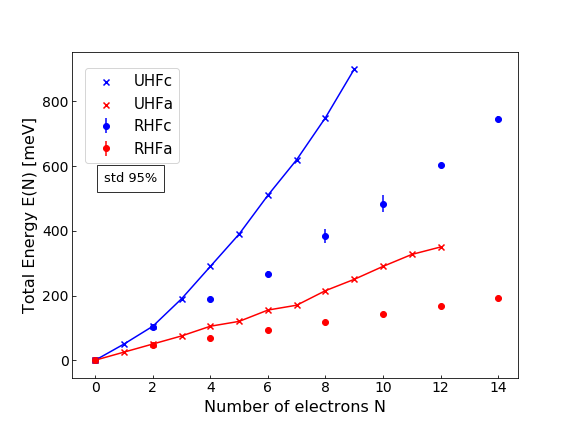 UHFc
UHFa
RHFc
RHFa
std 95%
Total Energy E(N) [meV]
800
600
400
200
0
0 2 4 6 8 10 12 14
Number of electrons N